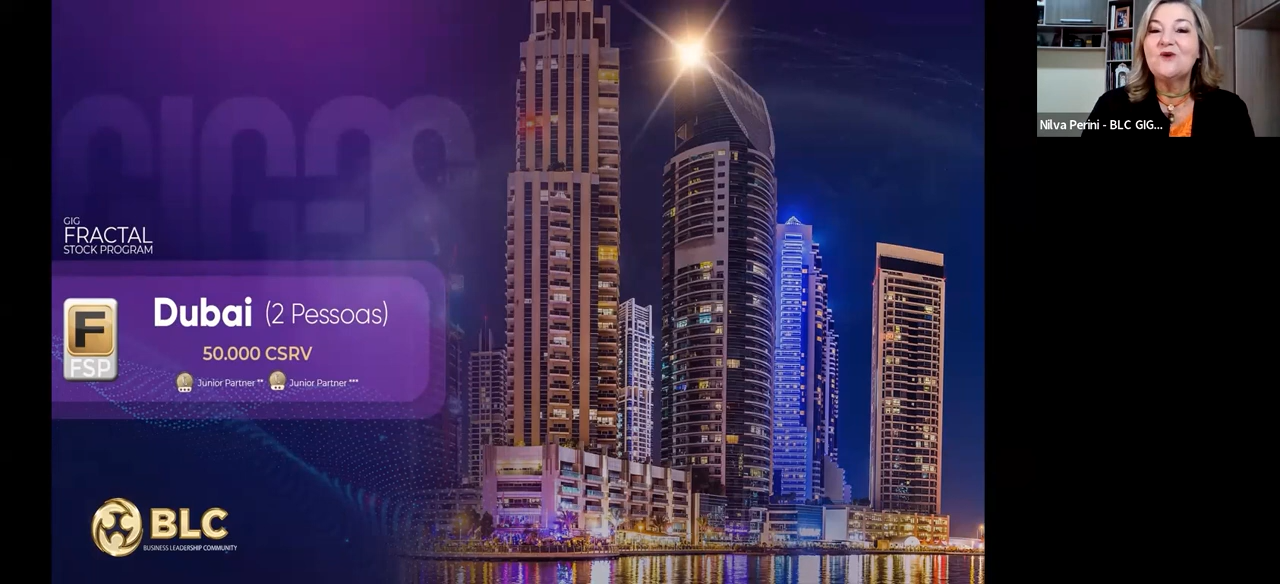 GIG
FRACTAL
STOCK PROGRAM
F
FSP
Dubai (2 Pessoas)
50.000 CSRV
Junior Partner ** Junior Partner ***
BLC
BUSINESS LEADERSHIP COMMUNITY
Nilva Perini - BLC GIG...